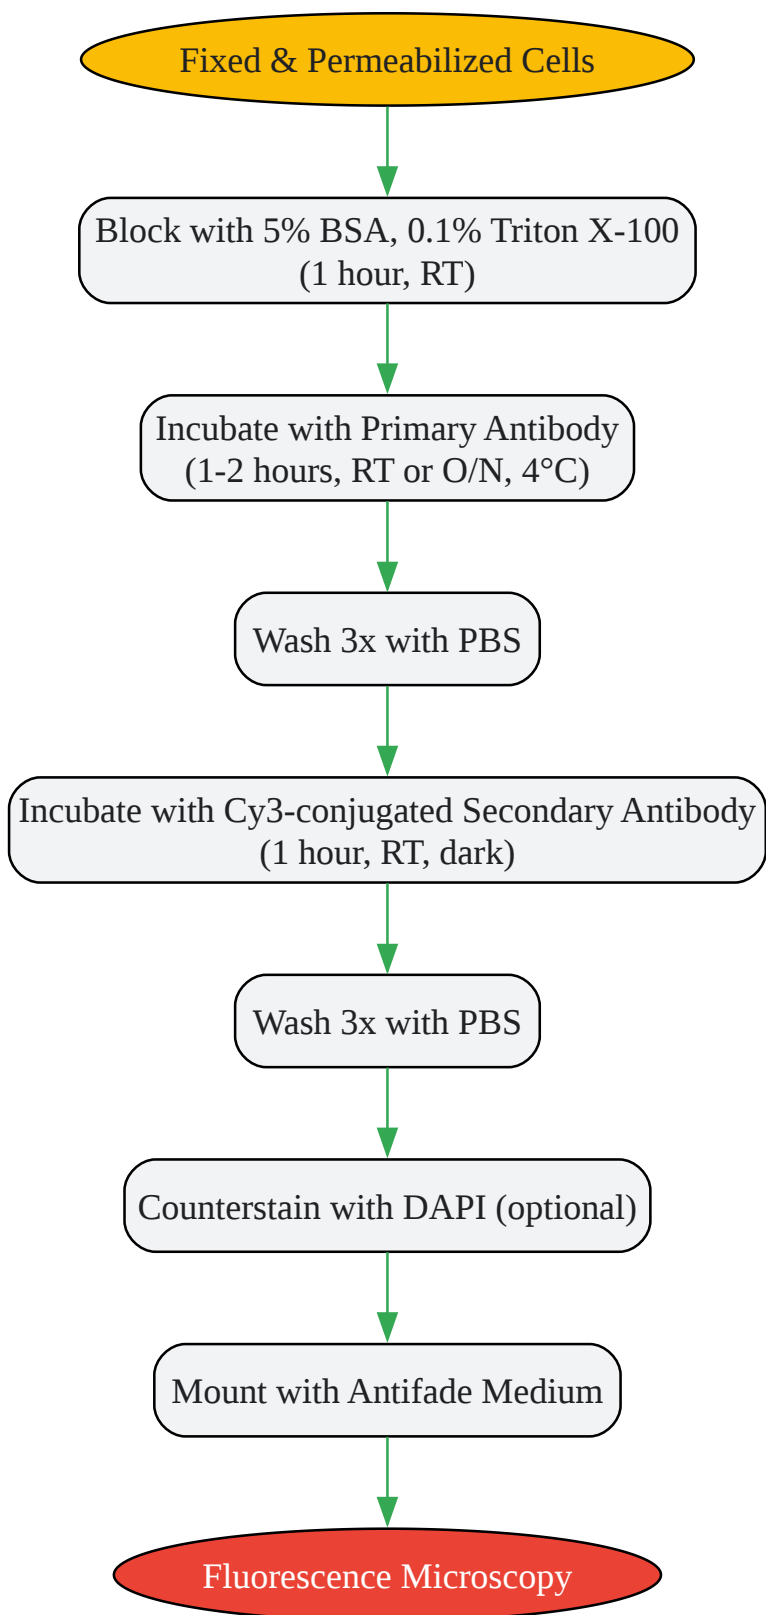 Fixed & Permeabilized Cells
Block with 5% BSA, 0.1% Triton X-100
(1 hour, RT)
Incubate with Primary Antibody
(1-2 hours, RT or O/N, 4°C)
Wash 3x with PBS
Incubate with Cy3-conjugated Secondary Antibody
(1 hour, RT, dark)
Wash 3x with PBS
Counterstain with DAPI (optional)
Mount with Antifade Medium
Fluorescence Microscopy